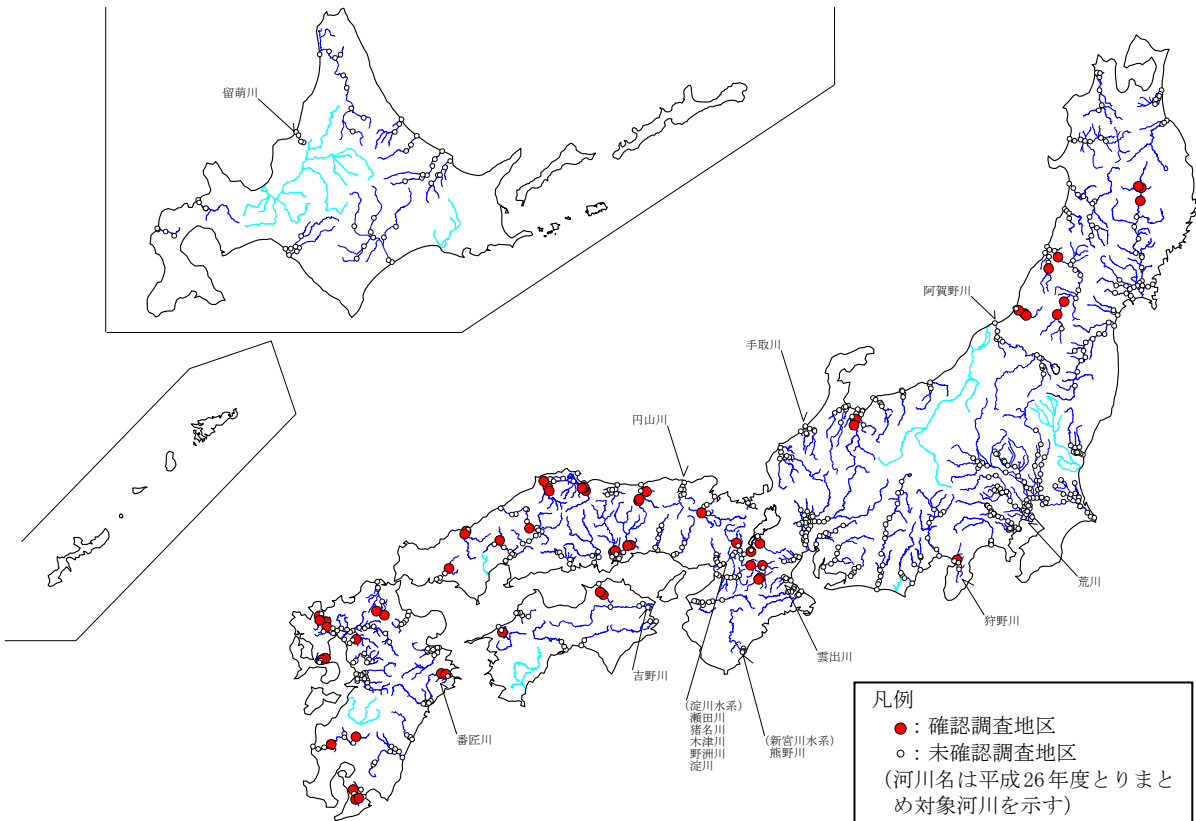 留萌川
阿賀野川
手取川
円山川
荒川
狩野川
雲出川
吉野川
番匠川
(淀川水系)
瀬田川
猪名川
木津川
野洲川
淀川
(新宮川水系)
熊野川
凡例
：確認調査地区
：未確認調査地区
(河川名は平成26年度とりまと
め対象河川を示す)